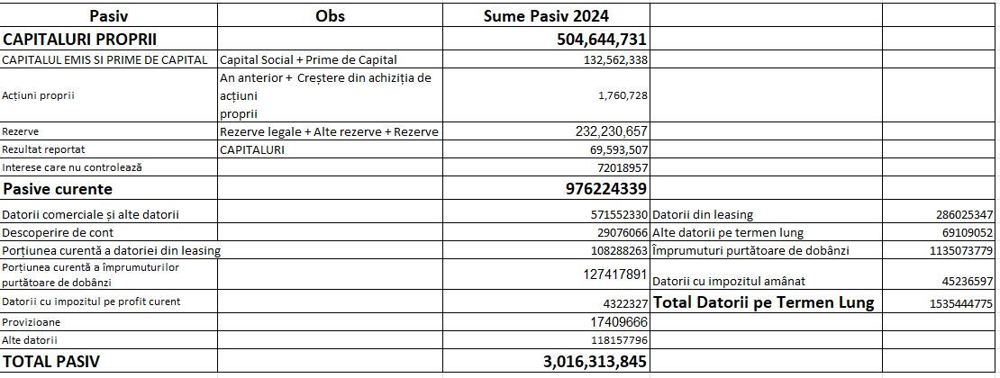 Pasiv Obs Sume Pasiv 2024
CAPITALURI PROPRII 504,644,731
CAPITALUL EMIS SI PRIME DE CAPITAL Capital Social + Prime de Capital 132,562,338
An anterior + Creștere din achiziția de
acțiuni
Acțiuni proprii 1,760,728
proprii
Rezerve Rezerve legale + Alte rezerve + Rezerve 232,230,657
Rezultat reportat CAPITALURI 69,593,507
Interese care nu controlează 72018957
Pasive curente 976224339
Datorii comerciale și alte datorii 571552330 Datorii din leasing 286025347
Descoperire de cont 29076066 Alte datorii pe termen lung 69109052
Porțiunea curentă a datoriei din leasing 108288263 Împrumuturi purtătoare de dobânzi 1135073779
Porțiunea curentă a împrumuturilor
purtătoare de dobânzi 127417891 Datorii cu impozitul amânat 45236597
Datorii cu impozitul pe profit curent 4322327 Total Datorii pe Termen Lung 1535444775
Provizioane 17409666
Alte datorii 118157796
TOTAL PASIV 3,016,313,845